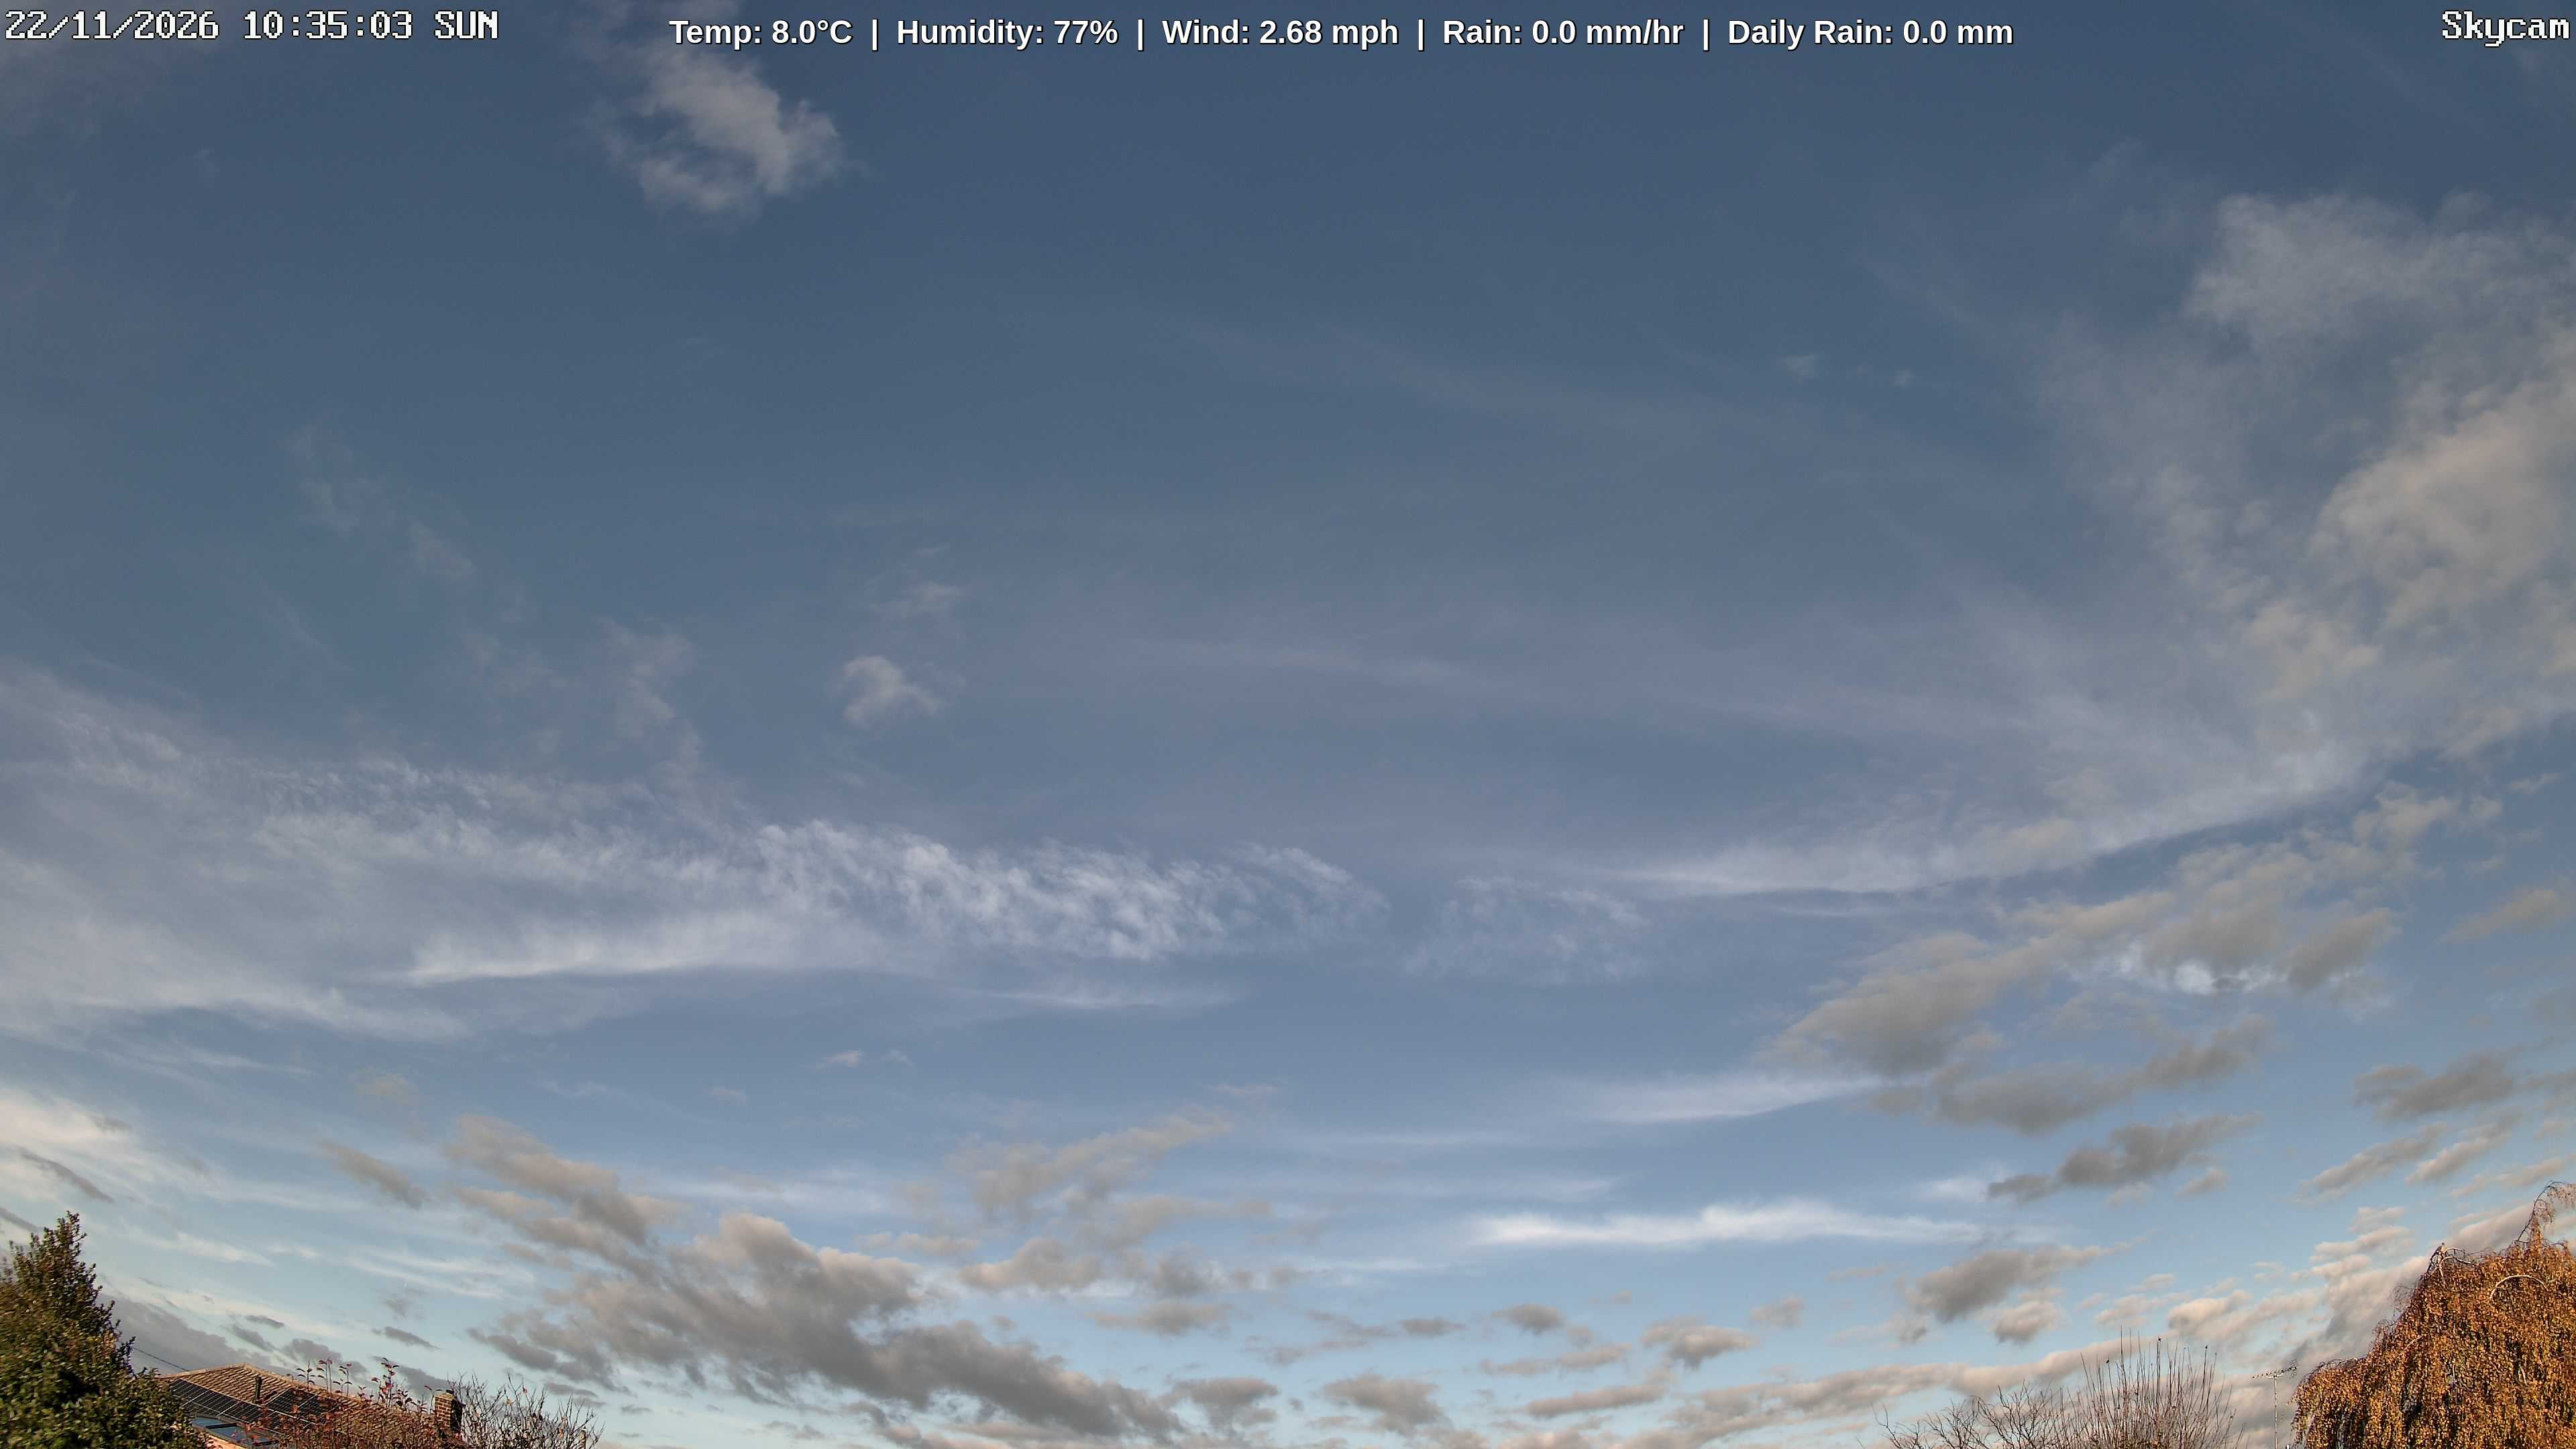 22/11/2026 10:35:03 SUN
Temp: 8.0°C | Humidity: 77% | Wind: 2.68 mph | Rain: 0.0 mm/hr | Daily Rain: 0.0 mm
Skycam